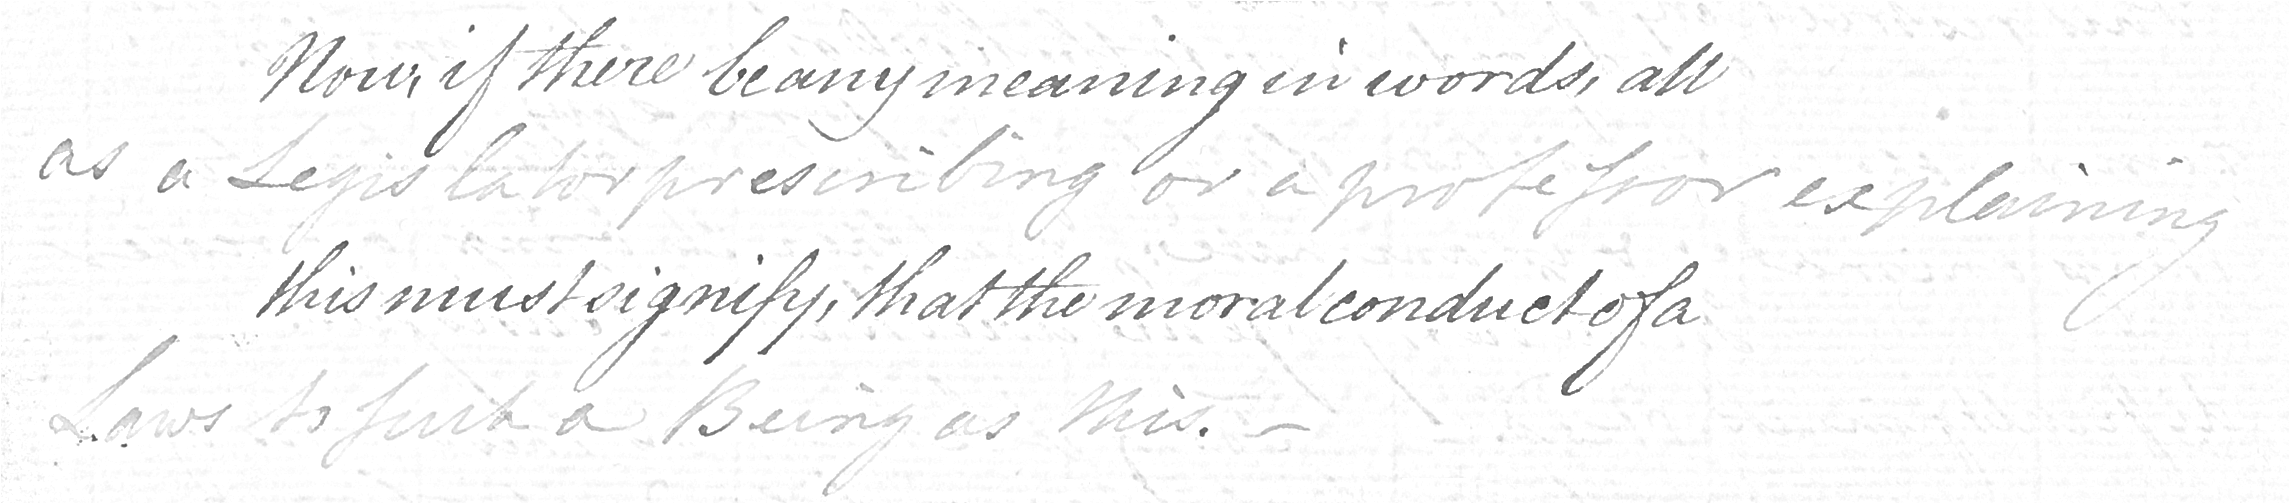 Now, if there be any meaning in words, all
as a Legislator prescribing or a professor explaining
this must signify, that the moral conduct of a
Laws to such a Being as this. —